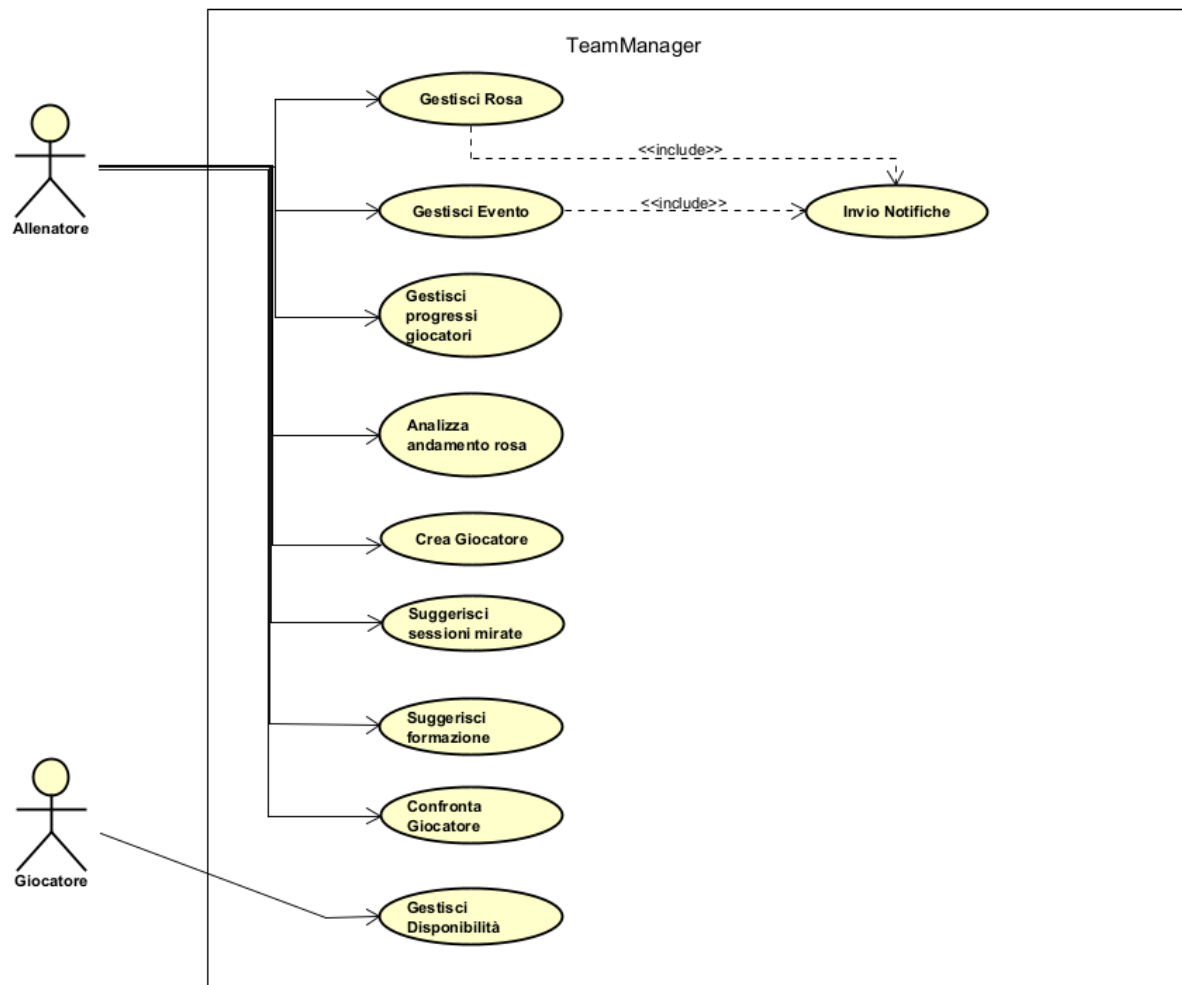 TeamManager
Gestisci Rosa
<<include>>
Allenatore
Gestisci Evento
<<include>>
Invio Notifiche
Gestisci
progressi
giocatori
Analizza
andamento rosa
Crea Giocatore
Suggerisci
sessioni mirate
Suggerisci
formazione
Confronta
Giocatore
Giocatore
Gestisci
Disponibilità